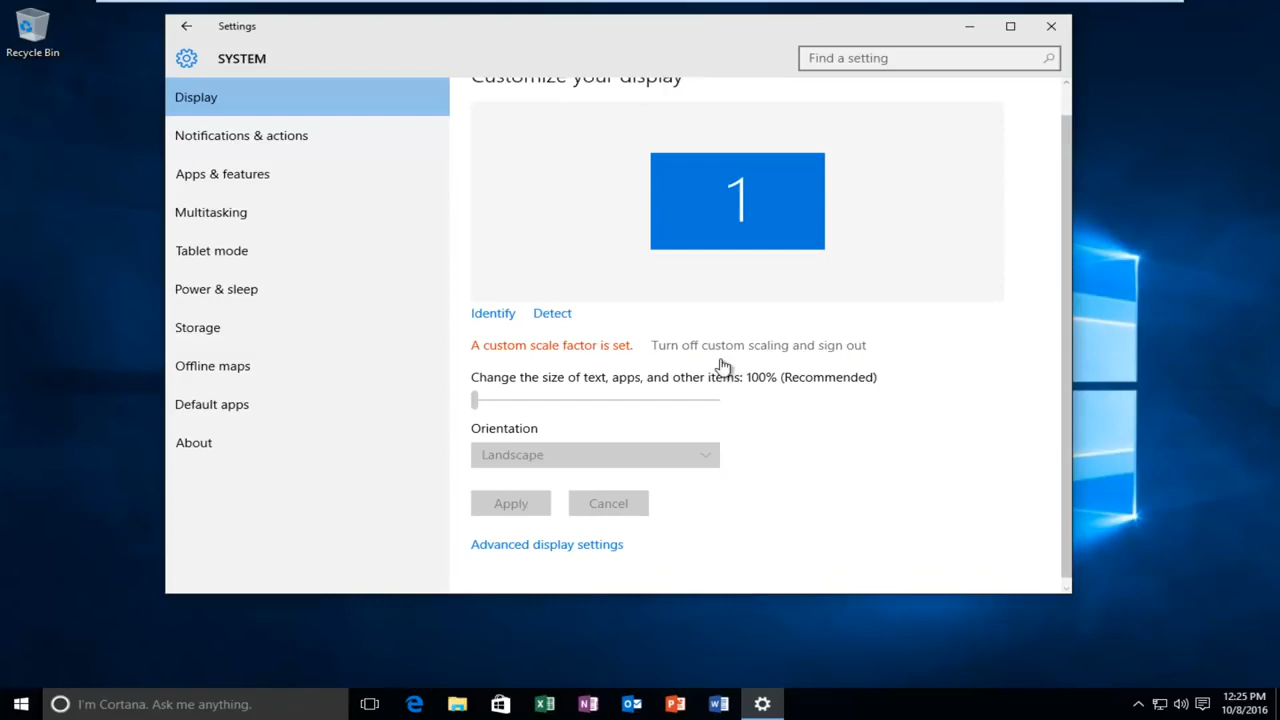 Recycle Bin
Settings
SYSTEM
Find a setting
Display
Notifications & actions
Apps & features
Multitasking
Tablet mode
Power & sleep
Storage
Offline maps
Default apps
About
Customize your display
1
Identify Detect
A custom scale factor is set. Turn off custom scaling and sign out
Change the size of text, apps, and other items: 100% (Recommended)
Orientation
Landscape
Apply Cancel
Advanced display settings
I'm Cortana. Ask me anything.
12:25 PM
10/8/2016